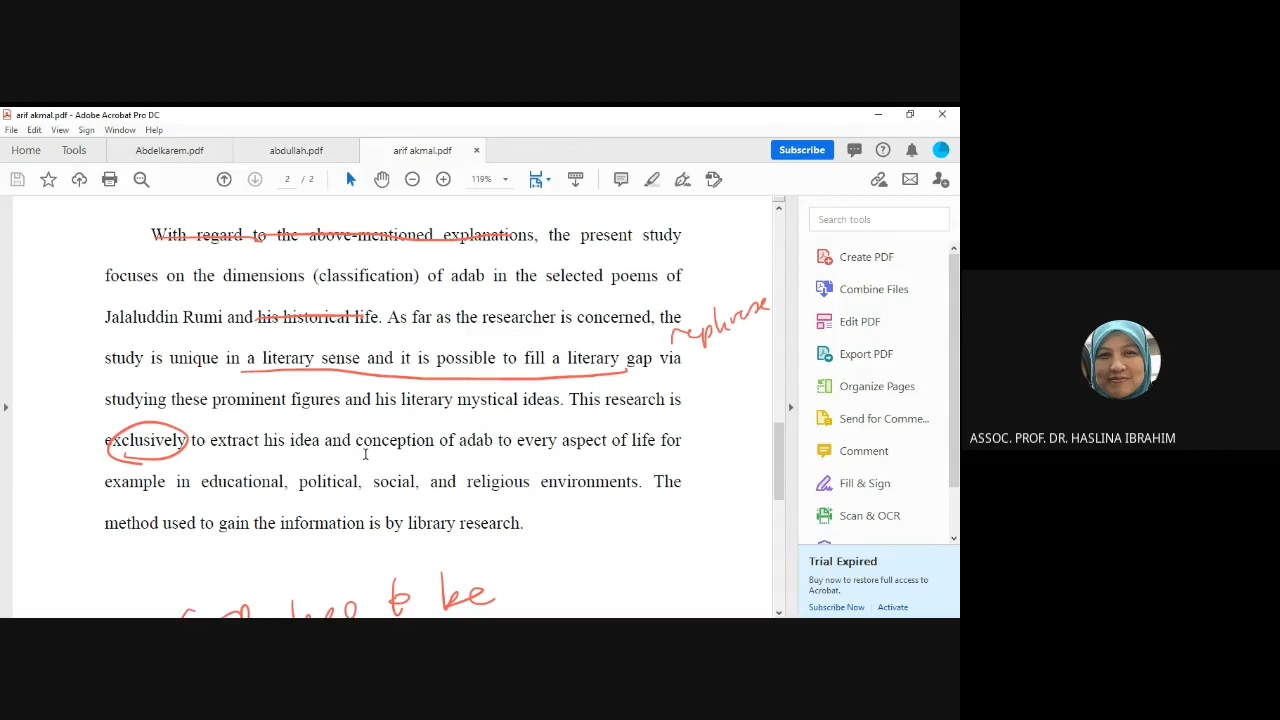 arif akmal.pdf - Adobe Acrobat Pro DC
File Edit View Sign Window Help
Home Tools Abdelkarem.pdf abdullah.pdf arif akmal.pdf × Subscribe
2 / 2 119%
With regard to the above-mentioned explanations, the present study
focuses on the dimensions (classification) of adab in the selected poems of
Jalaluddin Rumi and his historical life. As far as the researcher is concerned, the
rephrase
study is unique in a literary sense and it is possible to fill a literary gap via
studying these prominent figures and his literary mystical ideas. This research is
exclusively to extract his idea and conception of adab to every aspect of life for
example in educational, political, social, and religious environments. The
method used to gain the information is by library research.
has to be
Search tools
Create PDF
Combine Files
Edit PDF
Export PDF
Organize Pages
Send for Comme...
Comment
Fill & Sign
Scan & OCR
Trial Expired
Buy now to restore full access to
Acrobat.
Subscribe Now Activate
ASSOC. PROF. DR. HASLINA IBRAHIM